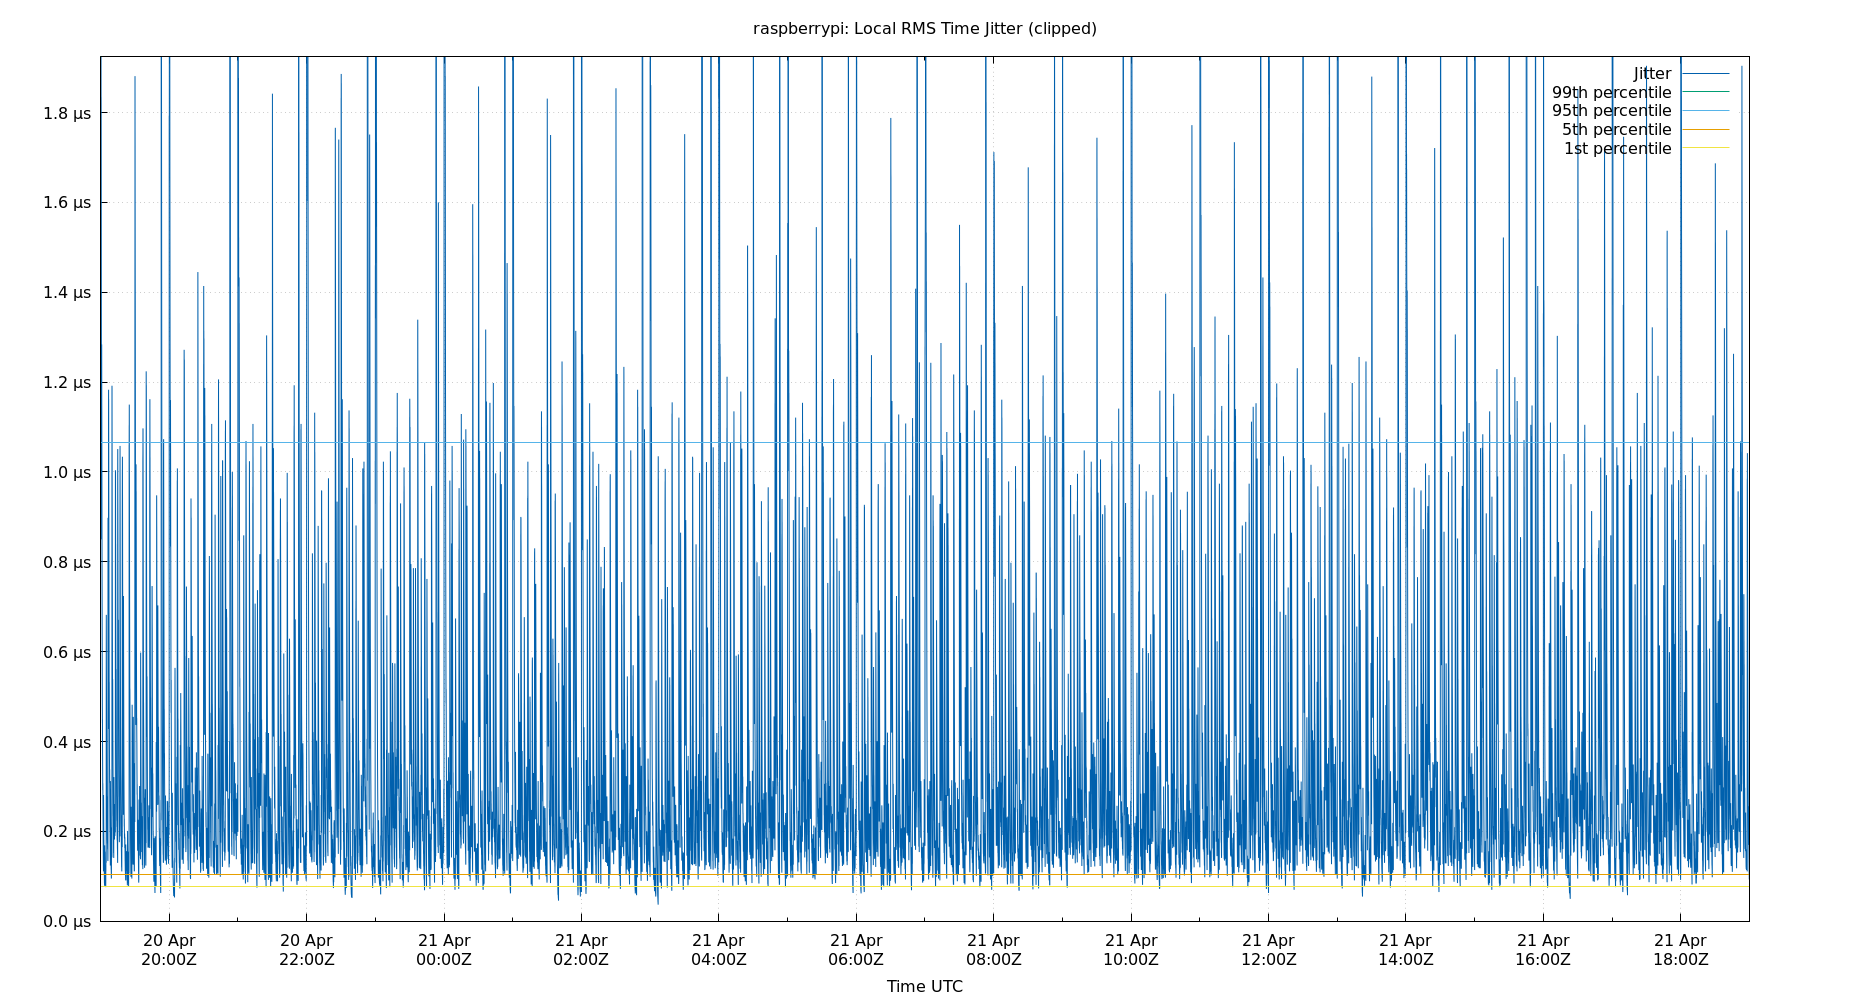 raspberrypi: Local RMS Time Jitter (clipped)
Jitter
99th percentile
95th percentile
5th percentile
1st percentile
1.8 µs
1.6 µs
1.4 µs
1.2 µs
1.0 µs
0.8 µs
0.6 µs
0.4 µs
0.2 µs
0.0 µs
20 Apr 20 Apr 21 Apr 21 Apr 21 Apr 21 Apr 21 Apr 21 Apr 21 Apr 21 Apr 21 Apr 21 Apr
20:00Z 22:00Z 00:00Z 02:00Z 04:00Z 06:00Z 08:00Z 10:00Z 12:00Z 14:00Z 16:00Z 18:00Z
Time UTC